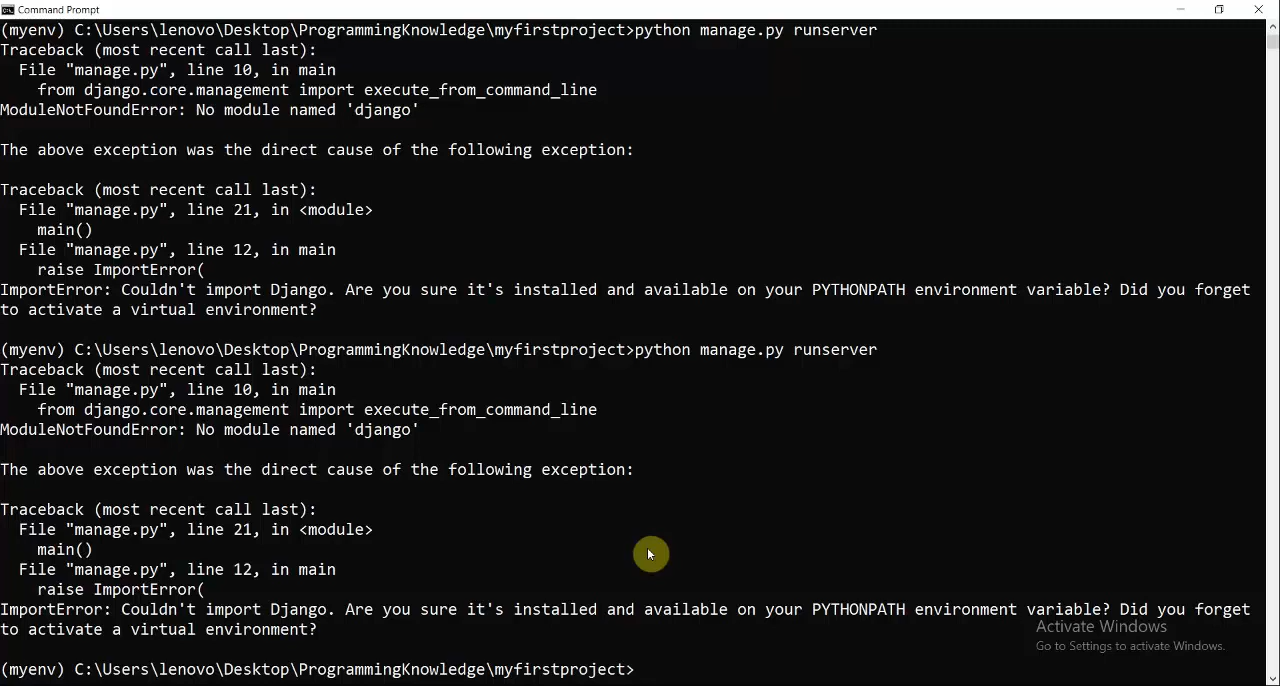 Command Prompt
(myenv) C:\Users\lenovo\Desktop\ProgrammingKnowledge\myfirstproject>python manage.py runserver
Traceback (most recent call last):
  File "manage.py", line 10, in main
    from django.core.management import execute_from_command_line
ModuleNotFoundError: No module named 'django'
The above exception was the direct cause of the following exception:
Traceback (most recent call last):
  File "manage.py", line 21, in <module>
    main()
  File "manage.py", line 12, in main
    raise ImportError(
ImportError: Couldn't import Django. Are you sure it's installed and available on your PYTHONPATH environment variable? Did you forget
to activate a virtual environment?
(myenv) C:\Users\lenovo\Desktop\ProgrammingKnowledge\myfirstproject>python manage.py runserver
Traceback (most recent call last):
  File "manage.py", line 10, in main
    from django.core.management import execute_from_command_line
ModuleNotFoundError: No module named 'django'
The above exception was the direct cause of the following exception:
Traceback (most recent call last):
  File "manage.py", line 21, in <module>
    main()
  File "manage.py", line 12, in main
    raise ImportError(
ImportError: Couldn't import Django. Are you sure it's installed and available on your PYTHONPATH environment variable? Did you forget
to activate a virtual environment?
Activate Windows
Go to Settings to activate Windows.
(myenv) C:\Users\lenovo\Desktop\ProgrammingKnowledge\myfirstproject>